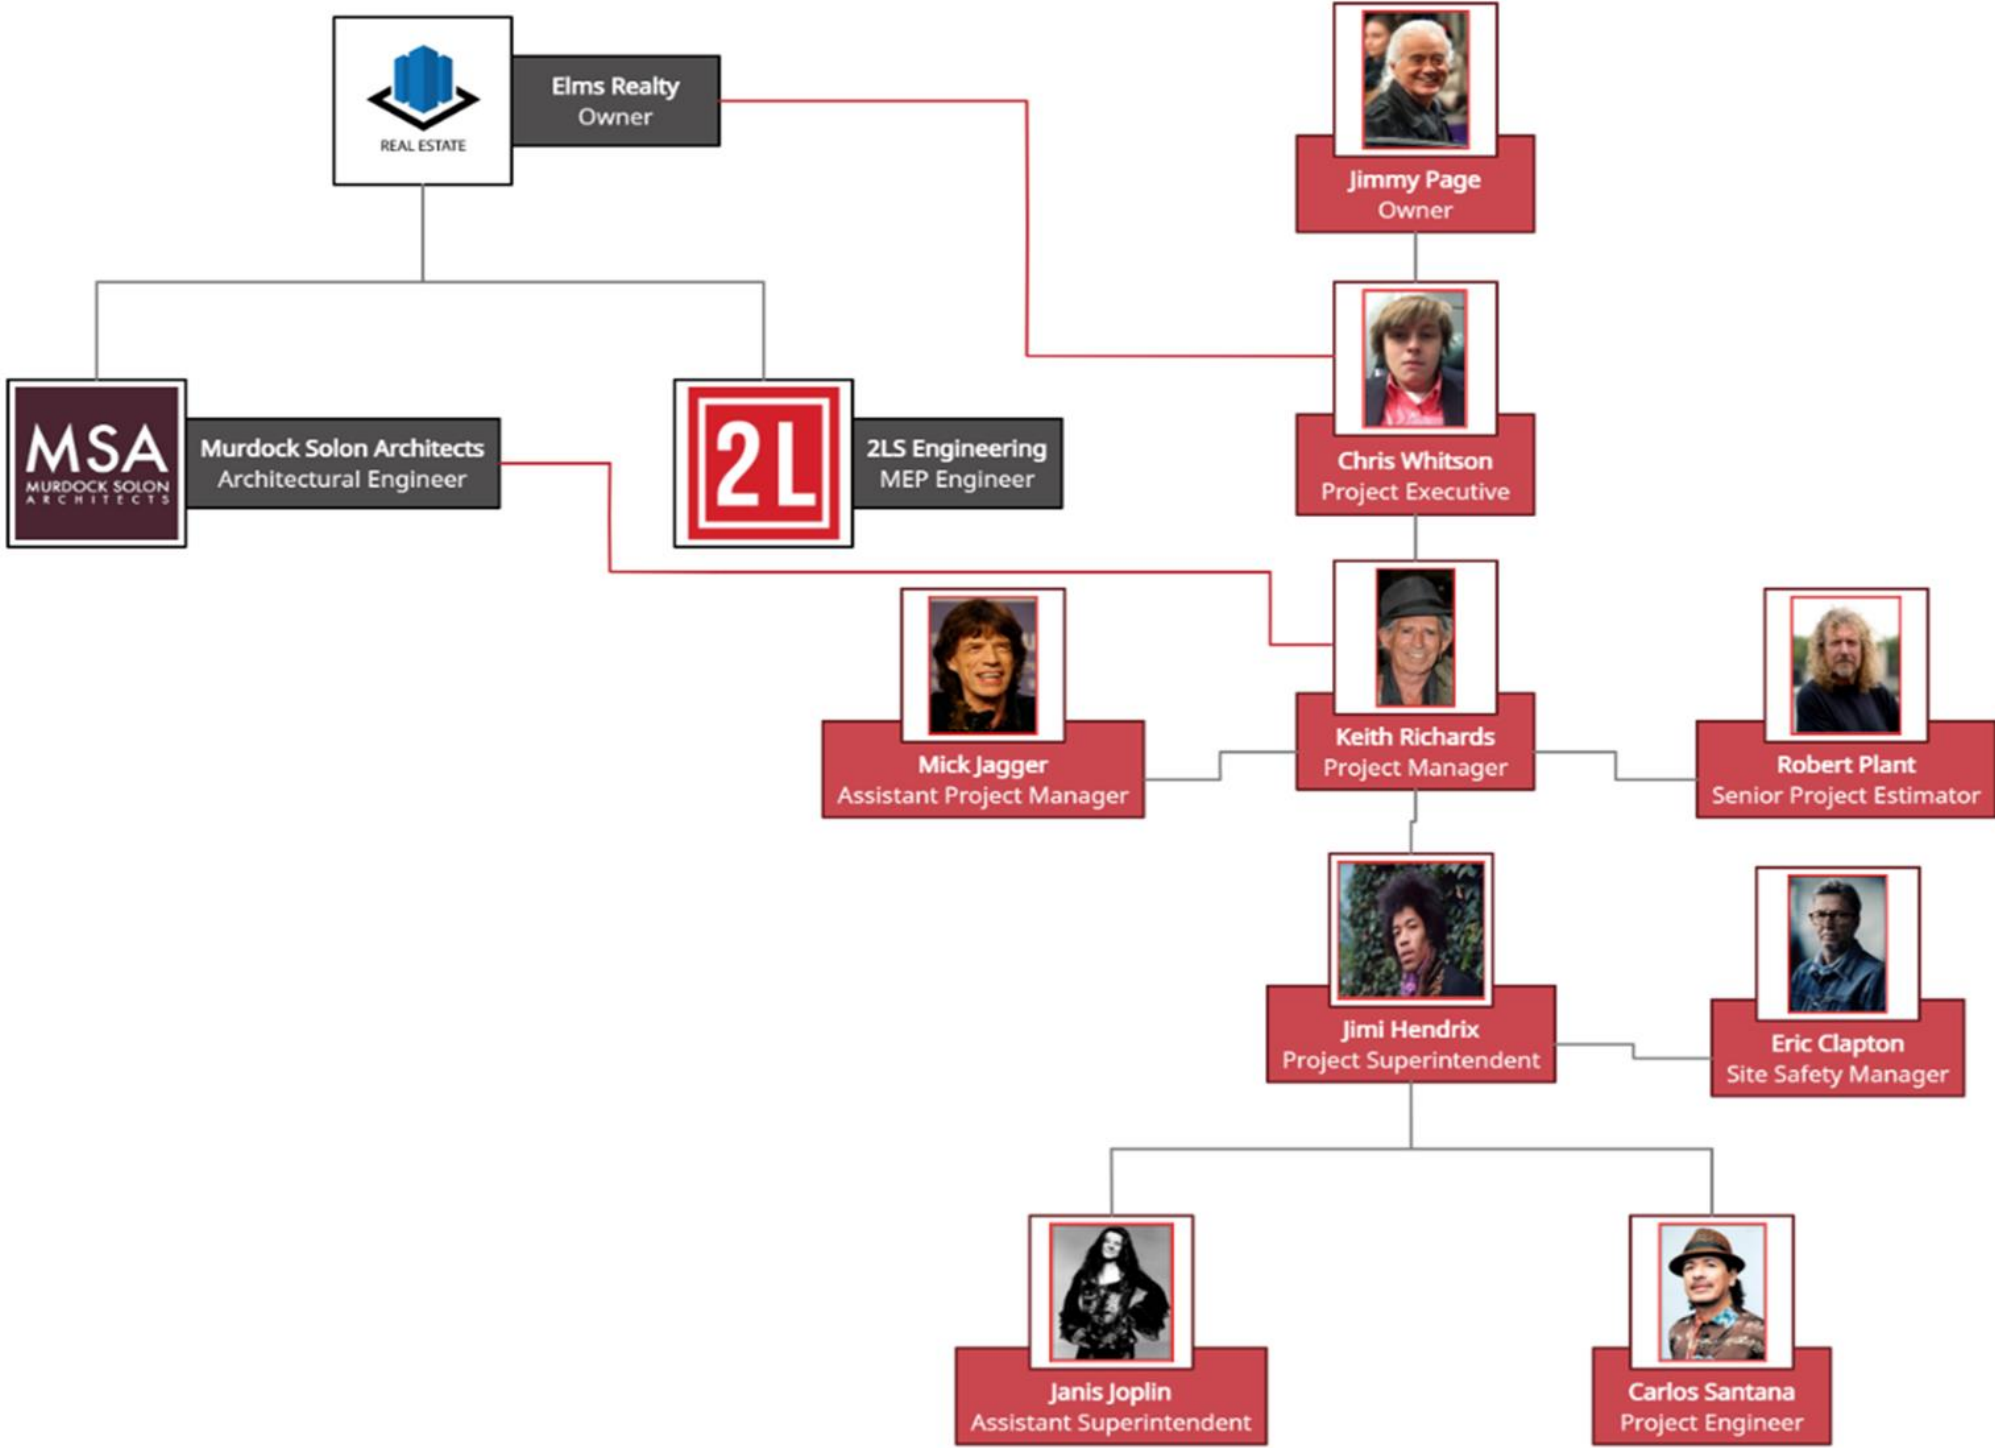 REAL ESTATE
Elms Realty
Owner
Jimmy Page
Owner
Chris Whitson
Project Executive
MSA
MURDOCK SOLON
ARCHITECTS
Murdock Solon Architects
Architectural Engineer
2L
2LS Engineering
MEP Engineer
Mick Jagger
Assistant Project Manager
Keith Richards
Project Manager
Robert Plant
Senior Project Estimator
Jimi Hendrix
Project Superintendent
Eric Clapton
Site Safety Manager
Janis Joplin
Assistant Superintendent
Carlos Santana
Project Engineer